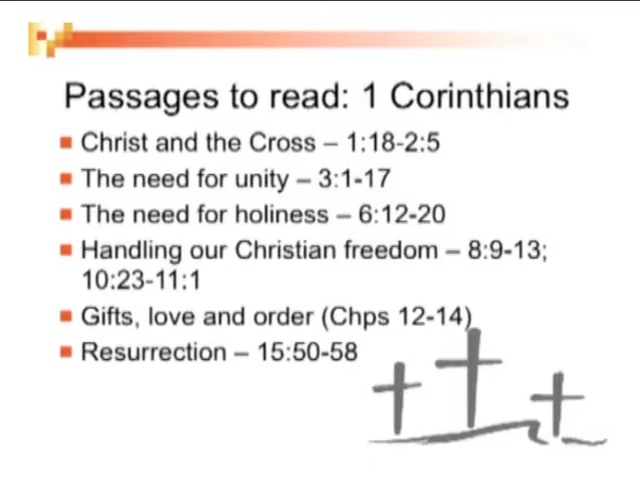 Passages to read: 1 Corinthians
Christ and the Cross – 1:18-2:5
The need for unity – 3:1-17
The need for holiness – 6:12-20
Handling our Christian freedom – 8:9-13;
10:23-11:1
Gifts, love and order (Chps 12-14)
Resurrection – 15:50-58